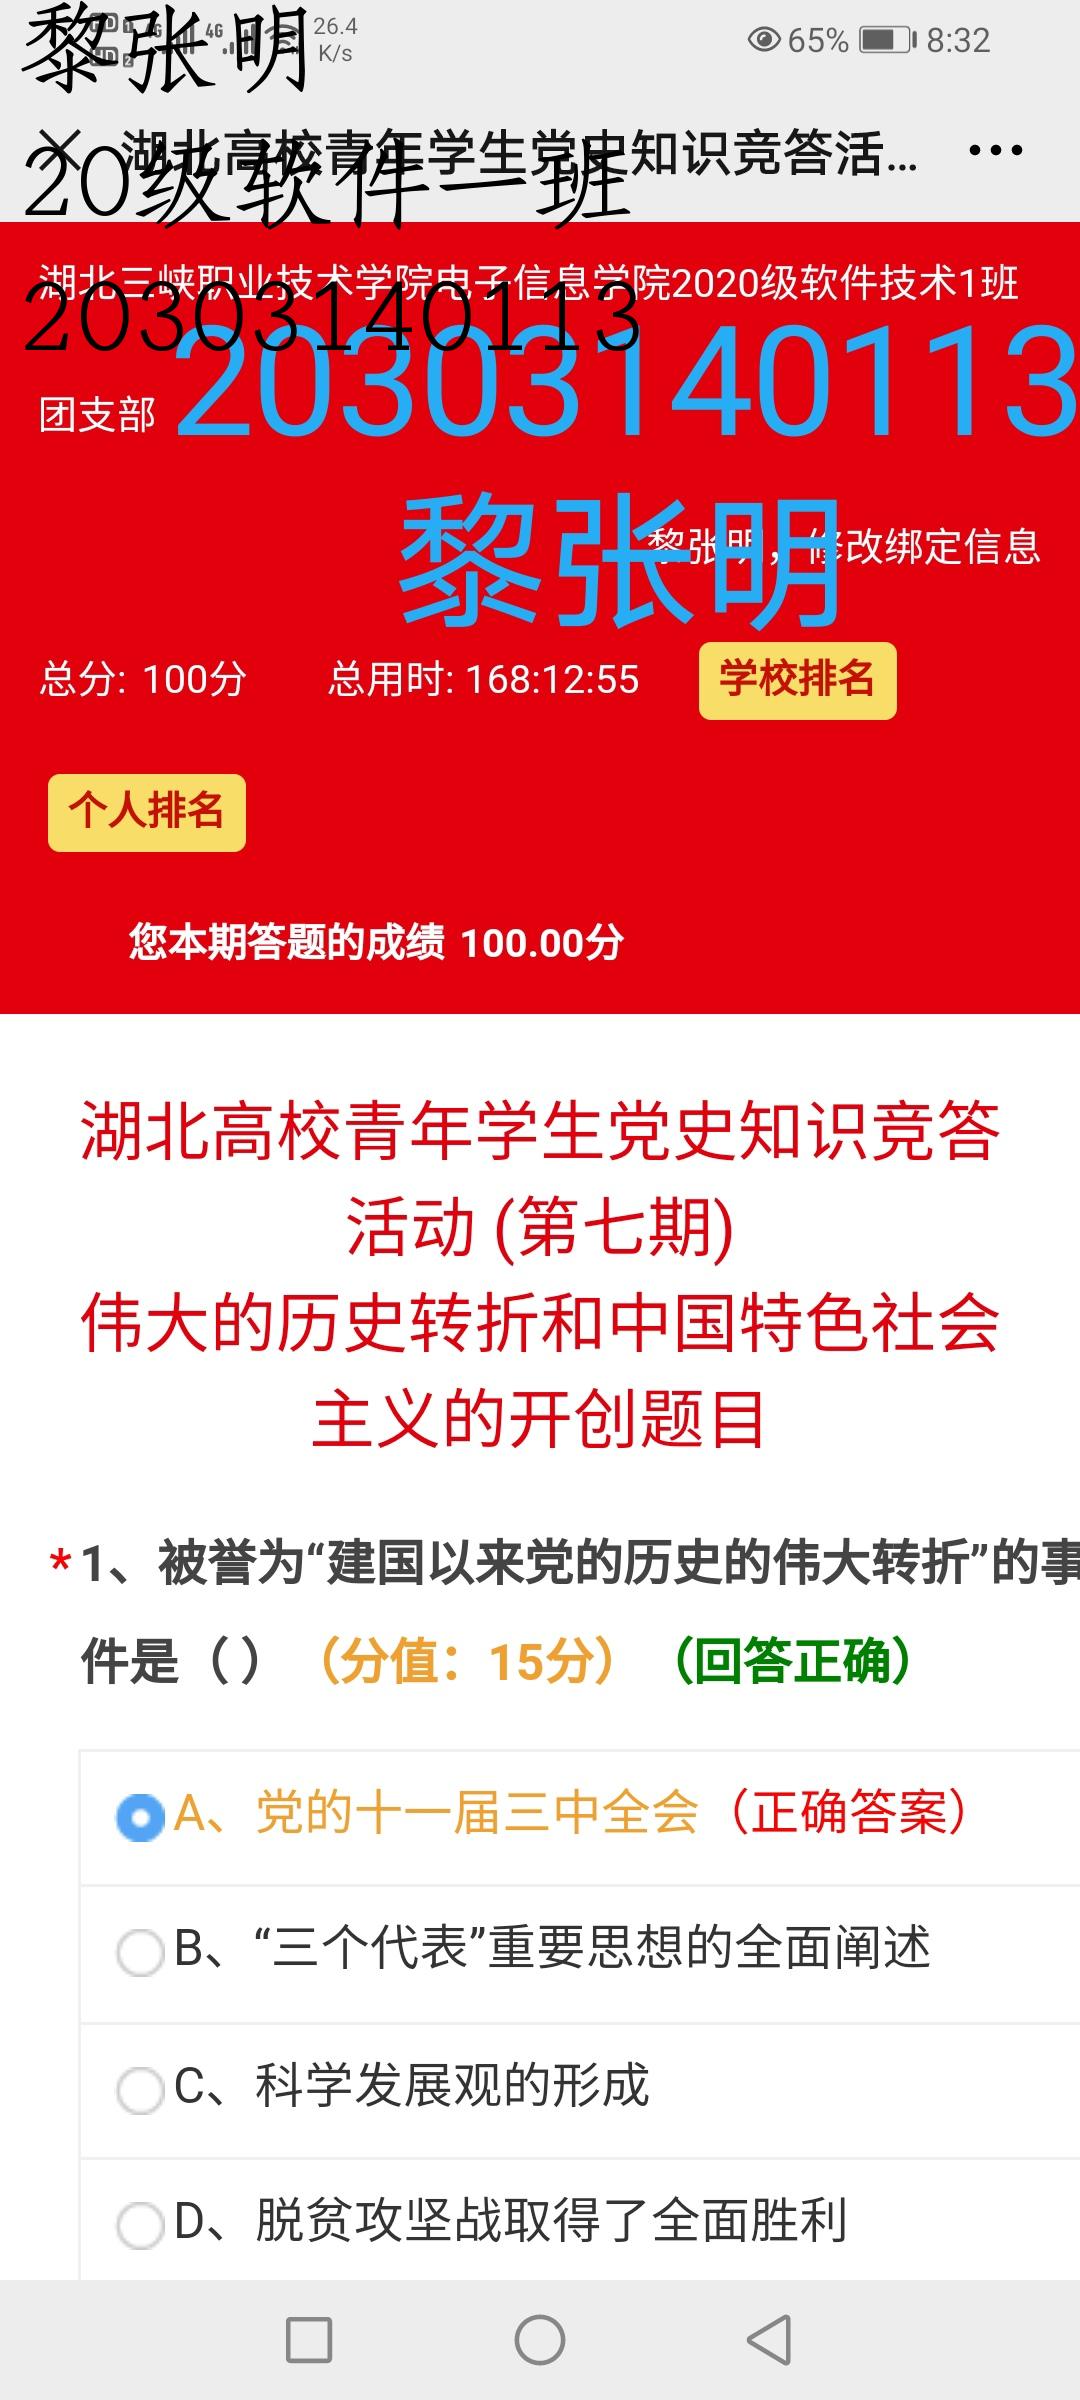 黎张明
26.4 K/s
65% 8:32
20级软件一班
湖北高校青年学生党史知识竞答活...
湖北三峡职业技术学院电子信息学院2020级软件技术1班
20303140113
团支部 20303140113
黎张明
黎张明，修改绑定信息
总分: 100分 总用时: 168:12:55 学校排名
个人排名
您本期答题的成绩 100.00分
湖北高校青年学生党史知识竞答
活动 (第七期)
伟大的历史转折和中国特色社会
主义的开创题目
*1、被誉为“建国以来党的历史的伟大转折”的事
件是（ ）（分值：15分）（回答正确）
A、党的十一届三中全会（正确答案）
B、“三个代表”重要思想的全面阐述
C、科学发展观的形成
D、脱贫攻坚战取得了全面胜利